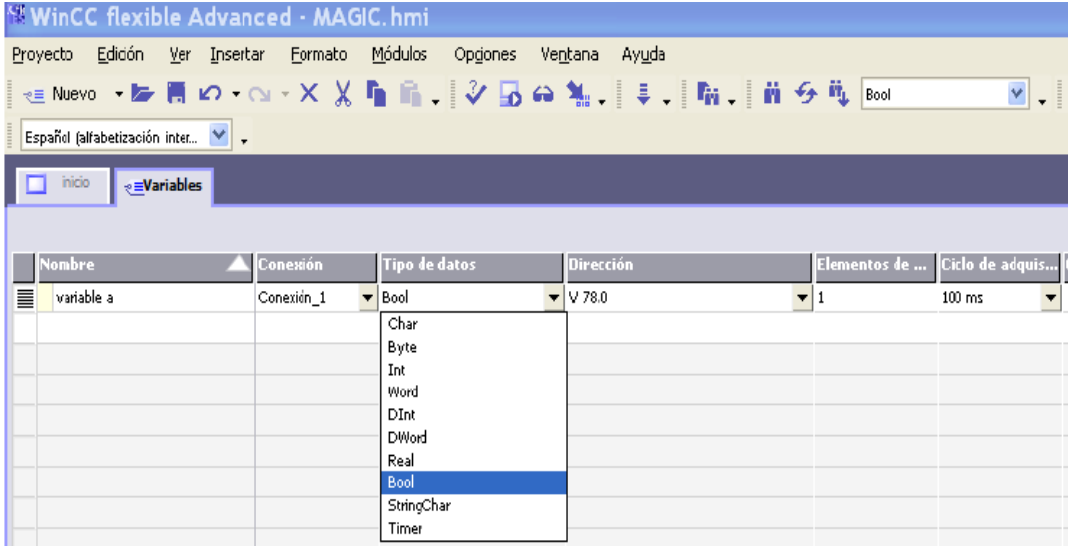 WinCC flexible Advanced - MAGIC.hmi
Proyecto Edición Ver Insertar Formato Módulos Opciones Ventana Ayuda
Nuevo Bool
Español (alfabetización inter...
inicio Variables
Nombre Conexión Tipo de datos Dirección Elementos de ... Ciclo de adquis...
variable a Conexión_1 Bool V 78.0 1 100 ms
Char
Byte
Int
Word
DInt
DWord
Real
Bool
StringChar
Timer